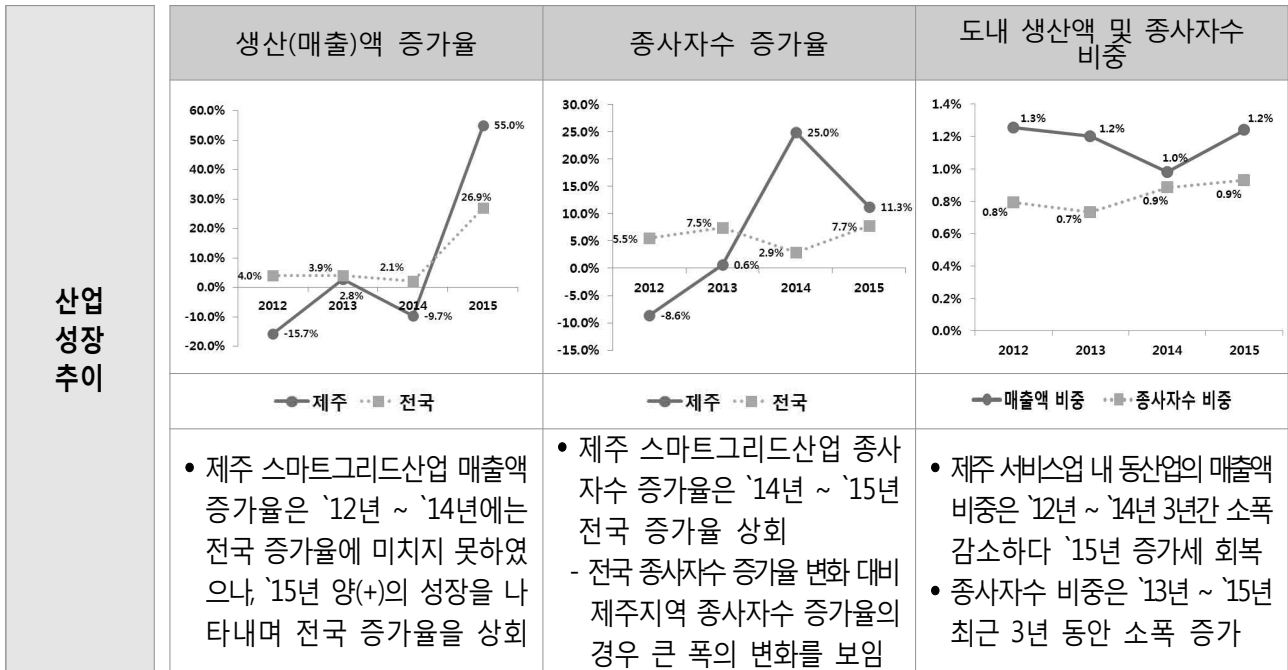 산업
성장
추이
생산(매출)액 증가율
60.0%
50.0%
40.0%
30.0%
20.0%
10.0%
0.0%
-10.0%
-20.0%
4.0%
3.9%
2.1%
26.9%
55.0%
-15.7%
2.8%
-9.7%
2012
2013
2014
2015
제주
전국
• 제주 스마트그리드산업 매출액
증가율은 `12년 ~ `14년에는
전국 증가율에 미치지 못하였
으나, `15년 양(+)의 성장을 나
타내며 전국 증가율을 상회
종사자수 증가율
30.0%
25.0%
20.0%
15.0%
10.0%
5.0%
0.0%
-5.0%
-10.0%
-15.0%
5.5%
7.5%
2.9%
7.7%
-8.6%
0.6%
25.0%
11.3%
2012
2013
2014
2015
제주
전국
• 제주 스마트그리드산업 종사
자수 증가율은 `14년 ~ `15년
전국 증가율 상회
- 전국 종사자수 증가율 변화 대비
제주지역 종사자수 증가율의
경우 큰 폭의 변화를 보임
도내 생산액 및 종사자수
비중
1.4%
1.2%
1.0%
0.8%
0.6%
0.4%
0.2%
0.0%
1.3%
1.2%
1.0%
1.2%
0.8%
0.7%
0.9%
0.9%
2012
2013
2014
2015
매출액 비중
종사자수 비중
• 제주 서비스업 내 동산업의 매출액
비중은 `12년 ~ `14년 3년간 소폭
감소하다 `15년 증가세 회복
• 종사자수 비중은 `13년 ~ `15년
최근 3년 동안 소폭 증가